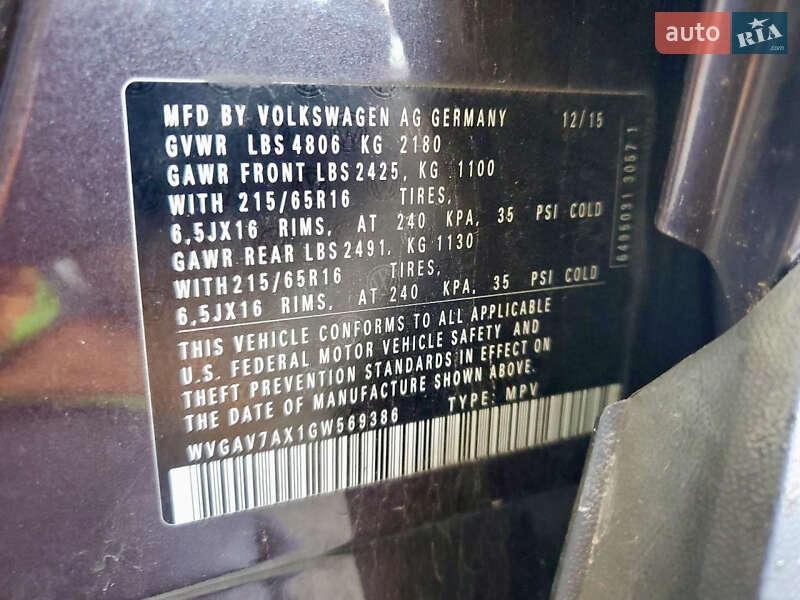 auto RIA
.com
MFD BY VOLKSWAGEN AG GERMANY 12/15
GVWR LBS 4806 KG 2180
GAWR FRONT LBS 2425, KG 1100
WITH 215/65R16 TIRES,
6,5JX16 RIMS, AT 240 KPA, 35 PSI COLD
GAWR REAR LBS 2491, KG 1130
WITH 215/65R16 TIRES,
6,5JX16 RIMS, AT 240 KPA, 35 PSI COLD
THIS VEHICLE CONFORMS TO ALL APPLICABLE
U.S. FEDERAL MOTOR VEHICLE SAFETY AND
THEFT PREVENTION STANDARDS IN EFFECT ON
THE DATE OF MANUFACTURE SHOWN ABOVE.
WVGAV7AX1GW569386 TYPE: MPV